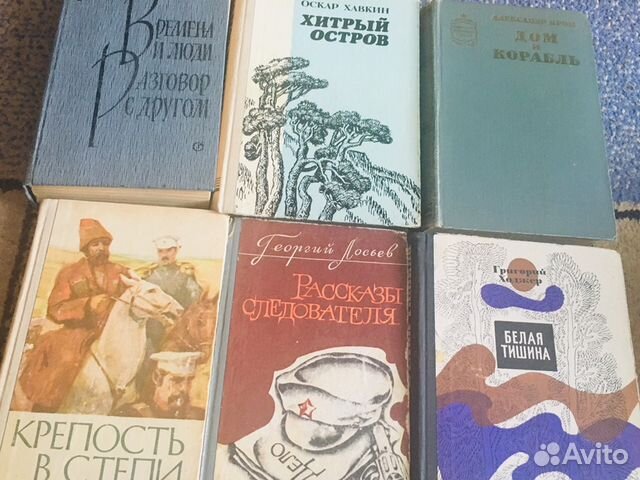 Времена
и люди
Разговор
с другом
ОСКАР ХАВКИН
ХИТРЫЙ
ОСТРОВ
АЛЕКСАНДР КРОН
ДОМ
И
КОРАБЛЬ
КРЕПОСТЬ
В СТЕПИ
Георгий Лосьев
РАССКАЗЫ
СЛЕДОВАТЕЛЯ
ДЕЛО
Григорий
Ходжер
БЕЛАЯ
ТИШИНА
Avito